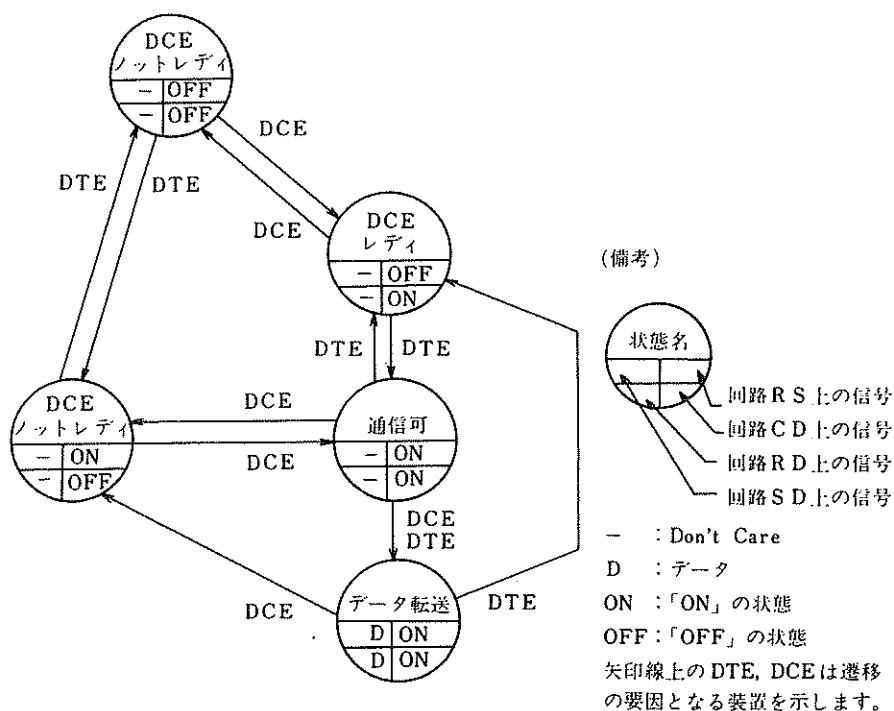 DCE
ノットレディ
- OFF
- OFF
DCE
DCE
DTE
DTE
DCE
レディ
- OFF
- ON
DTE
DTE
DCE
ノットレディ
- ON
- OFF
DCE
DCE
通信可
- ON
- ON
DCE
DTE
DCE
DTE
データ転送
D ON
D ON
(備考)
状態名
回路RS上の信号
回路CD上の信号
回路RD上の信号
回路SD上の信号
- :Don't Care
D :データ
ON :「ON」の状態
OFF:「OFF」の状態
矢印線上のDTE, DCEは遷移
の要因となる装置を示します。